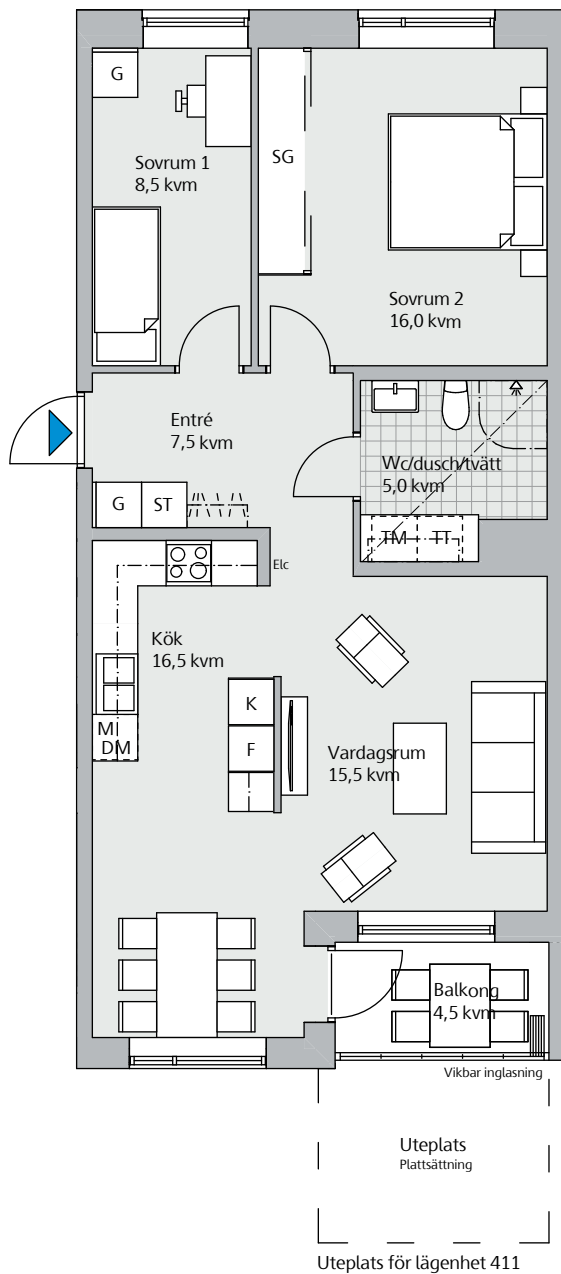 G
SG
Sovrum 1
8,5 kvm
Sovrum 2
16,0 kvm
Entré
7,5 kvm
Wc/dusch/tvätt
5,0 kvm
G
ST
TM
TT
Elc
Kök
16,5 kvm
K
M
DM
F
Vardagsrum
15,5 kvm
Balkong
4,5 kvm
Vikbar inglasning
Uteplats
Plattsättning
Uteplats för lägenhet 411